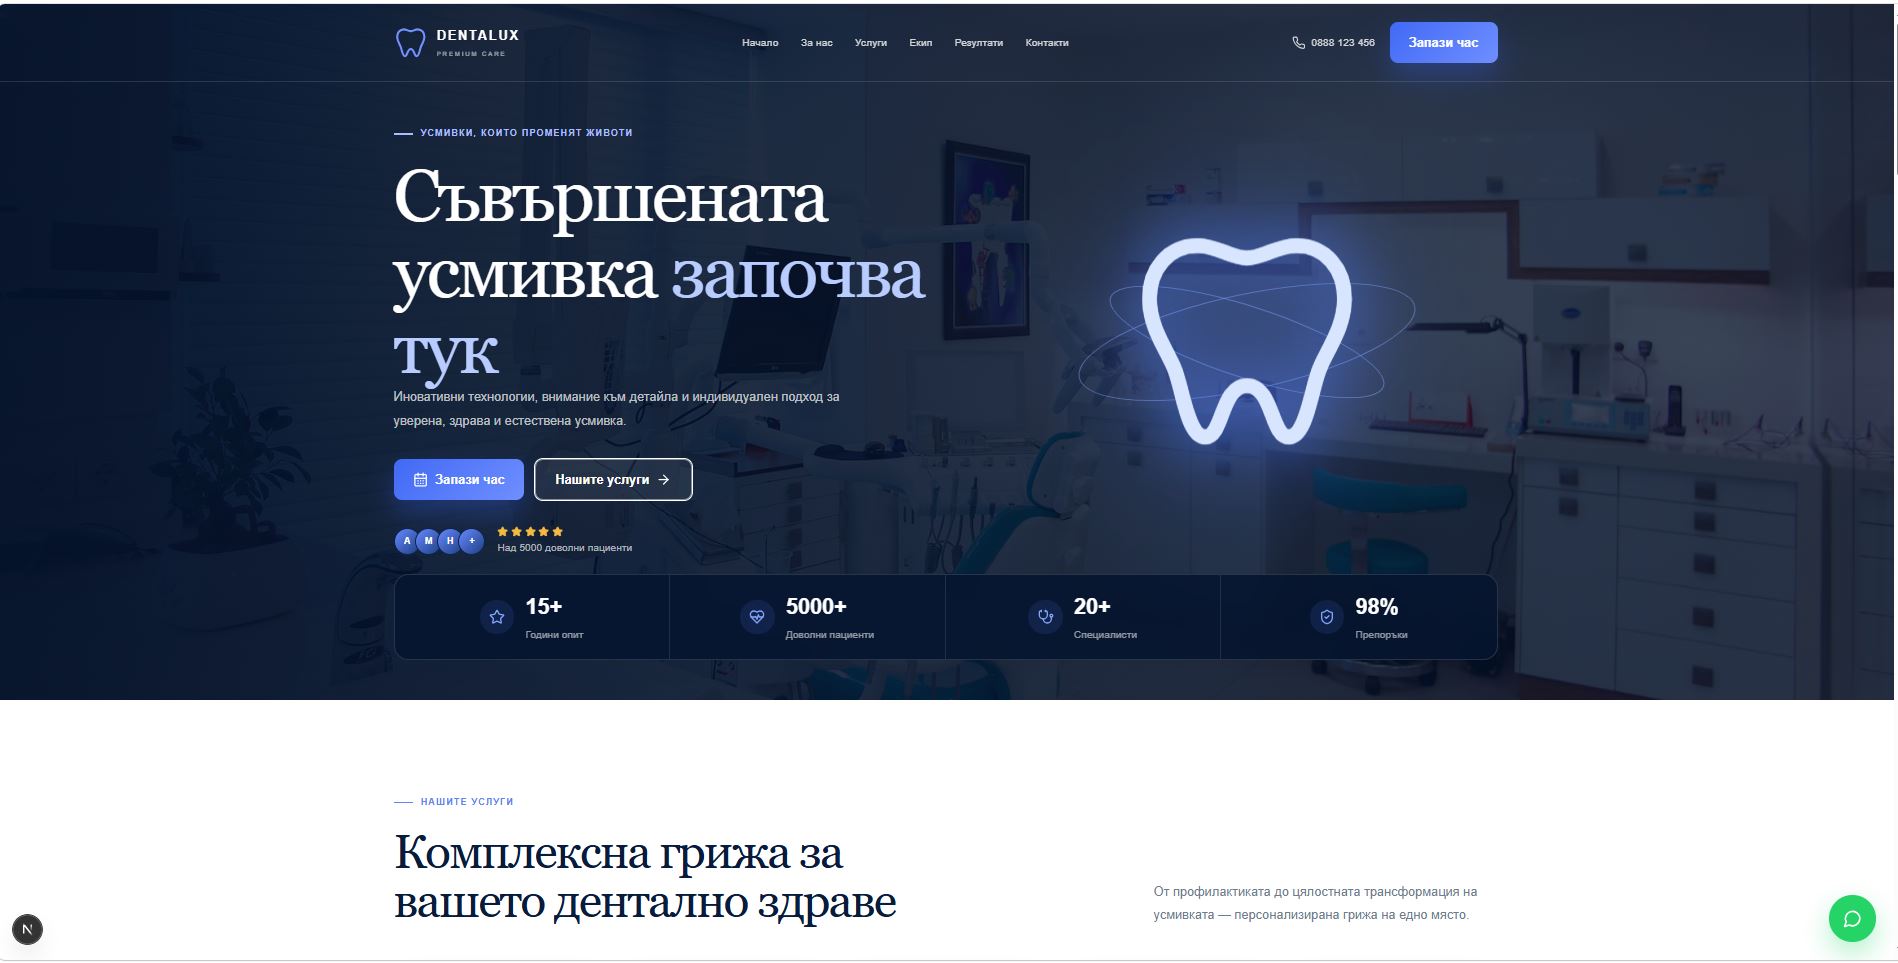 DENTALUX
PREMIUM CARE
Начало
За нас
Услуги
Екип
Резултати
Контакти
0888 123 456
Запази час
УСМИВКИ, КОИТО ПРОМЕНЯТ ЖИВОТИ
Съвършената
усмивка започва
тук
Иновативни технологии, внимание към детайла и индивидуален подход за
уверена, здрава и естествена усмивка.
Запази час
Нашите услуги
А М Н +
Над 5000 доволни пациенти
15+
Години опит
5000+
Доволни пациенти
20+
Специалисти
98%
Препоръки
НАШИТЕ УСЛУГИ
Комплексна грижа за
вашето дентално здраве
От профилактиката до цялостната трансформация на
усмивката — персонализирана грижа на едно място.
N